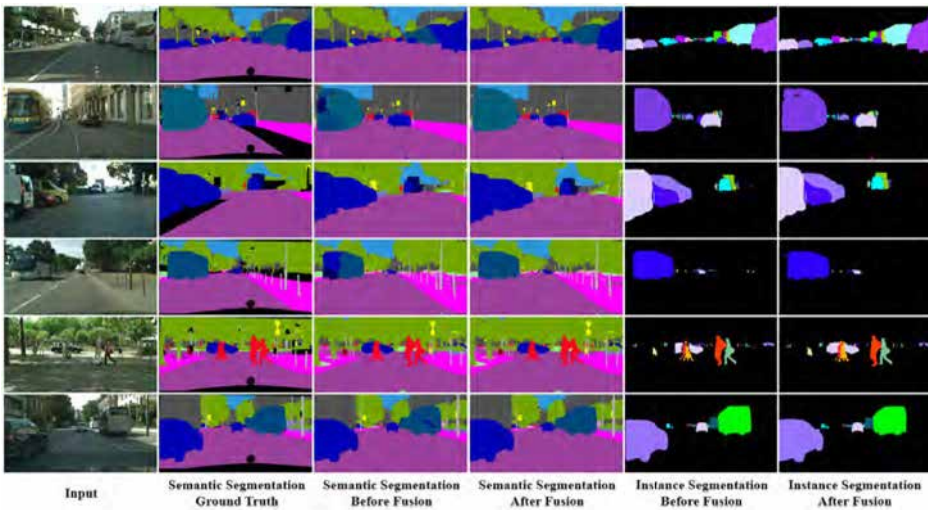 Input
Semantic Segmentation
Ground Truth
Semantic Segmentation
Before Fusion
Semantic Segmentation
After Fusion
Instance Segmentation
Before Fusion
Instance Segmentation
After Fusion